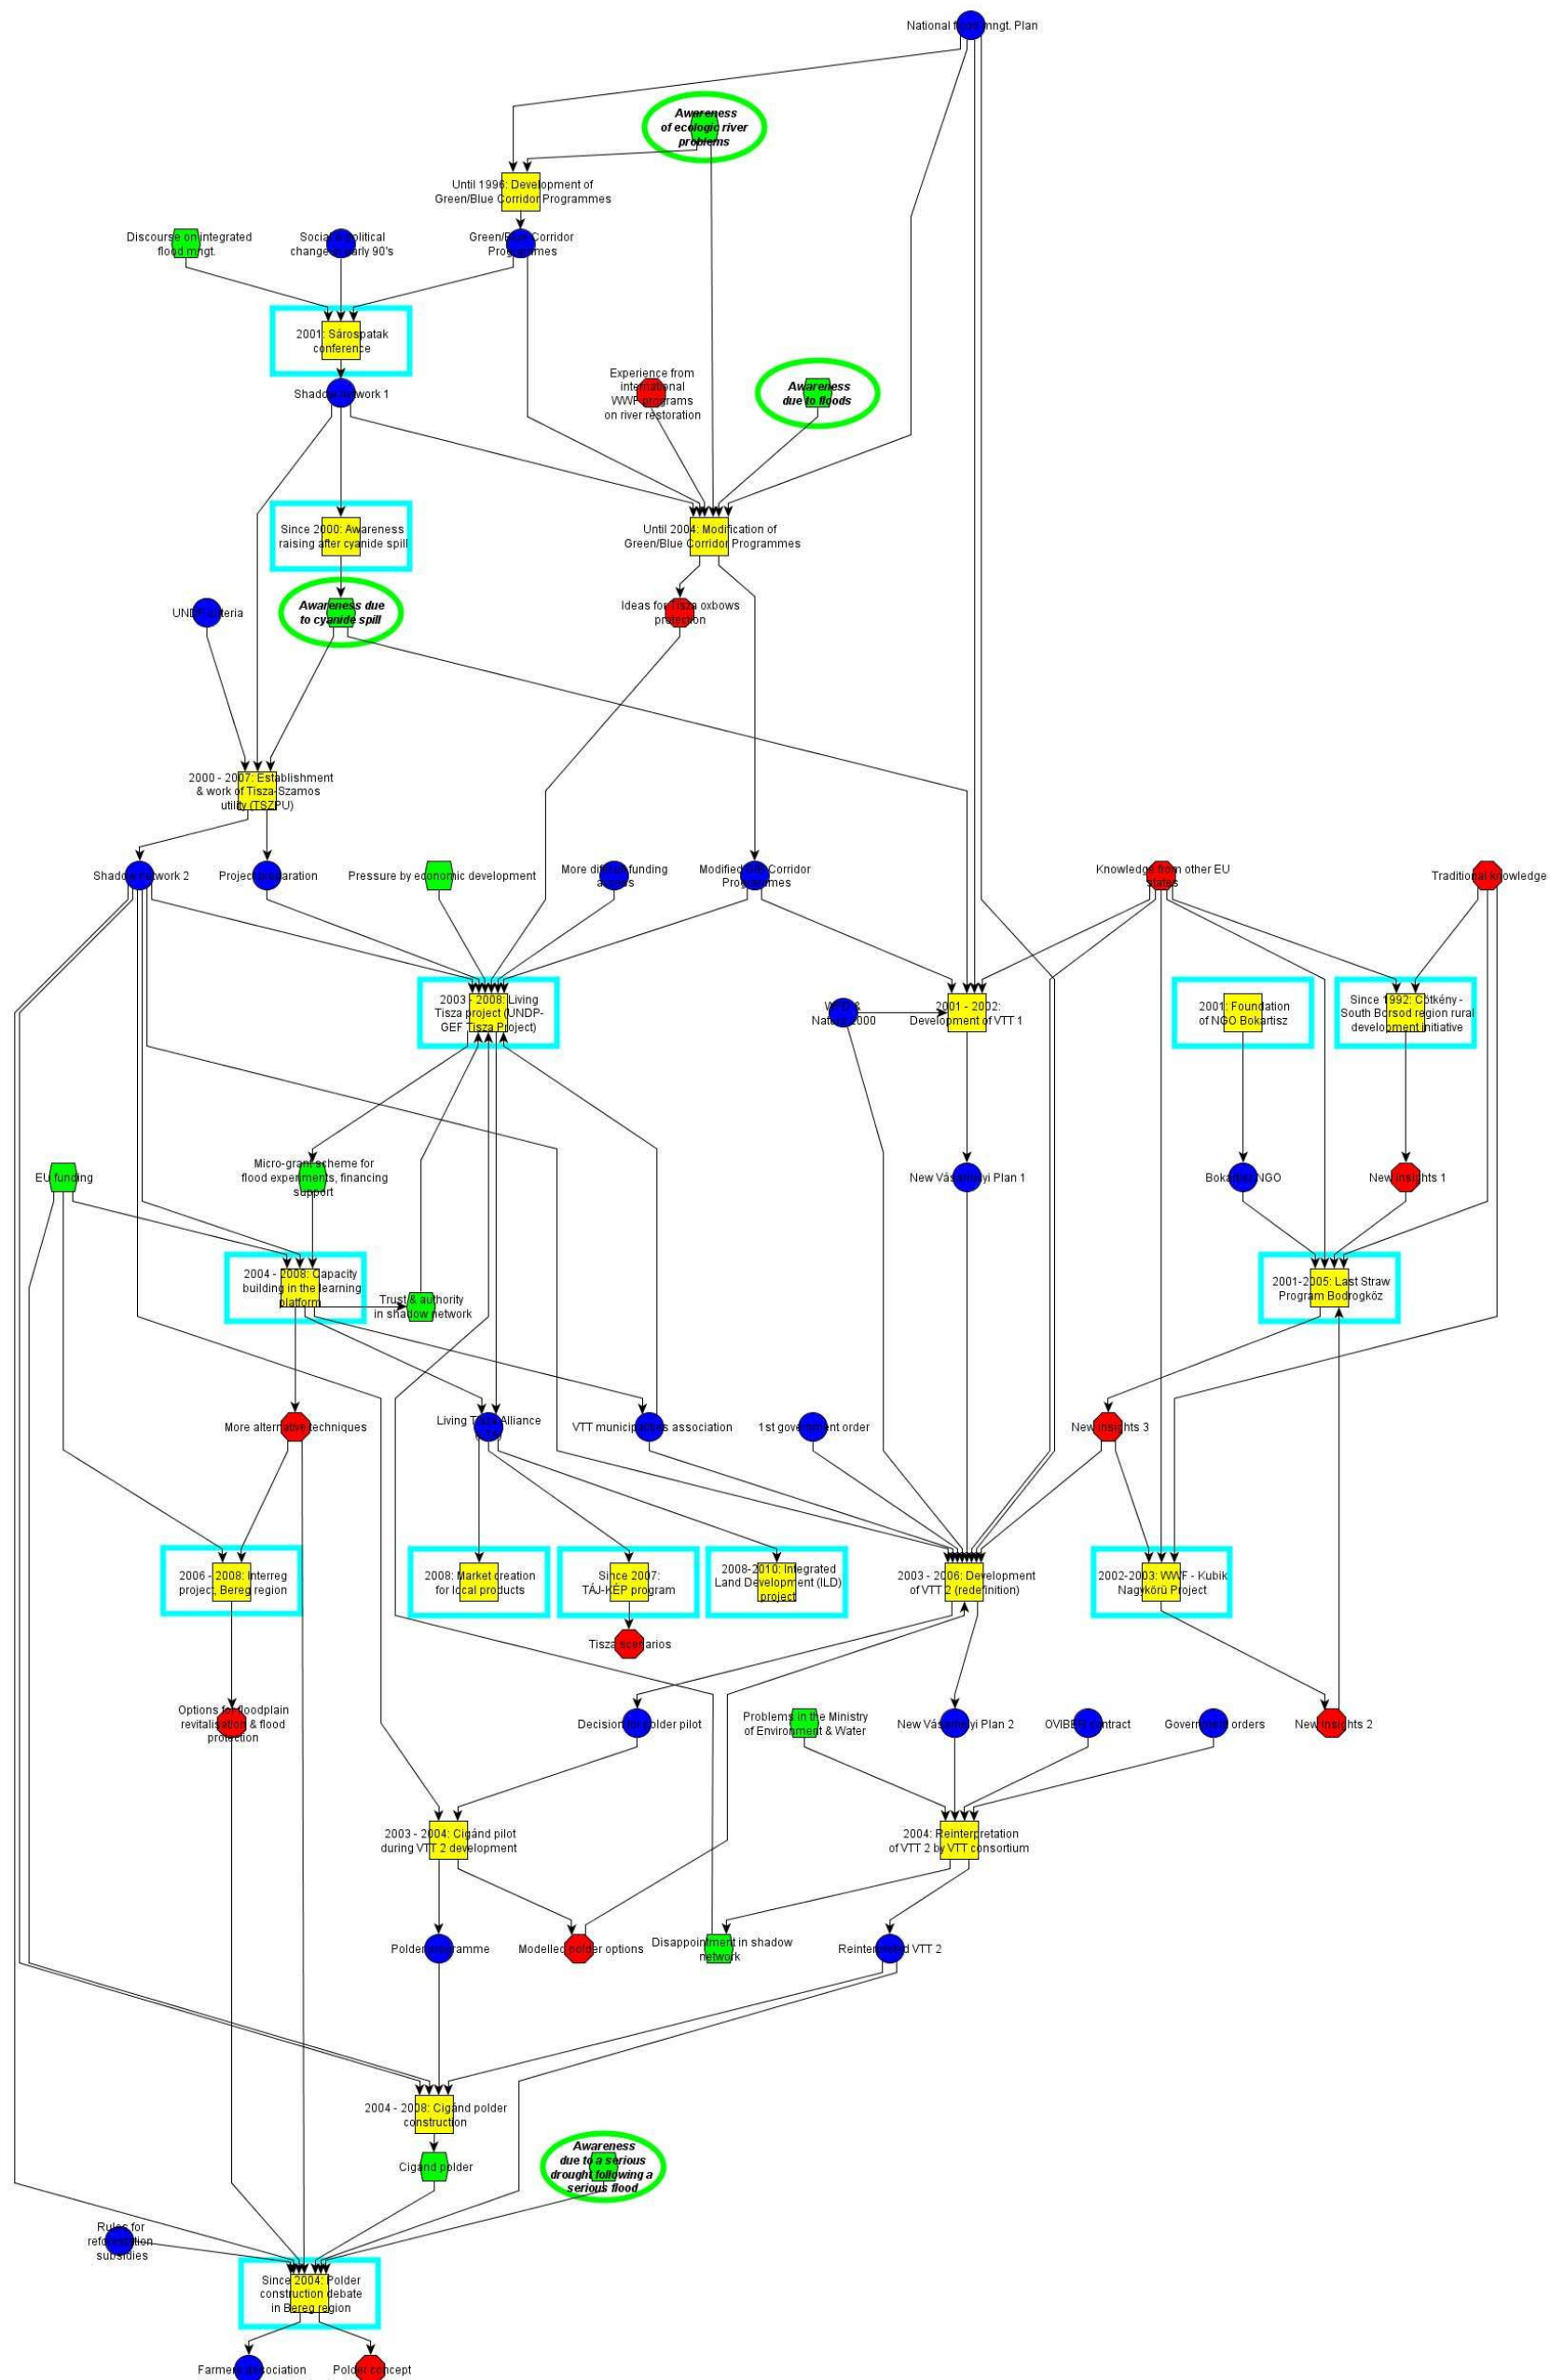 National flood mngt. Plan
Awareness
of ecologic river
problems
Until 1996: Development of
Green/Blue Corridor Programmes
Discourse on integrated
flood mngt.
Social & political
change in early 90's
Green/Blue Corridor
Programmes
2001: Sárospatak
conference
Shadow network 1
Experience from
international
WWF programs
on river restoration
Awareness
due to floods
Since 2000: Awareness
raising after cyanide spill
Until 2004: Modification of
Green/Blue Corridor Programmes
UNDP criteria
Awareness due
to cyanide spill
Ideas for Tisza oxbows
protection
2000 - 2007: Establishment
& work of Tisza-Szamos
utility (TSZPU)
Shadow network 2
Project preparation
Pressure by economic development
More difficult funding
access
Modified Corridor
Programmes
Knowledge from other EU
states
Traditional knowledge
2003 - 2008: Living
Tisza project (UNDP-
GEF Tisza Project)
WFD &
Natura 2000
2001 - 2002:
Development of VTT 1
2001: Foundation
of NGO Bokartisz
Since 1992: Cötkény -
South Borsod region rural
development initiative
EU funding
Micro-grant scheme for
flood experiments, financing
support
New Vásárhelyi Plan 1
Bokartisz NGO
New insights 1
2004 - 2008: Capacity
building in the learning
platform
Trust & authority
in shadow network
2001-2005: Last Straw
Program Bodrogköz
More alternative techniques
Living Tisza Alliance
(LTA)
VTT municipalities association
1st government order
New insights 3
2006 - 2008: Interreg
project, Bereg region
2008: Market creation
for local products
Since 2007:
TÁJ-KÉP program
2008-2010: Integrated
Land Development (ILD)
project
2003 - 2006: Development
of VTT 2 (redefinition)
2002-2003: WWF - Kubik
Nagykörü Project
Tisza scenarios
Options for floodplain
revitalisation & flood
protection
Decision for polder pilot
Problems in the Ministry
of Environment & Water
New Vásárhelyi Plan 2
OVIBER contract
Government orders
New insights 2
2003 - 2004: Cigánd pilot
during VTT 2 development
2004: Reinterpretation
of VTT 2 by VTT consortium
Polder programme
Modelled polder options
Disappointment in shadow
network
Reinterpreted VTT 2
2004 - 2008: Cigánd polder
construction
Cigánd polder
Awareness
due to a serious
drought following a
serious flood
Rules for
reforestation
subsidies
Since 2004: Polder
construction debate
in Bereg region
Farmers association
Polder concept